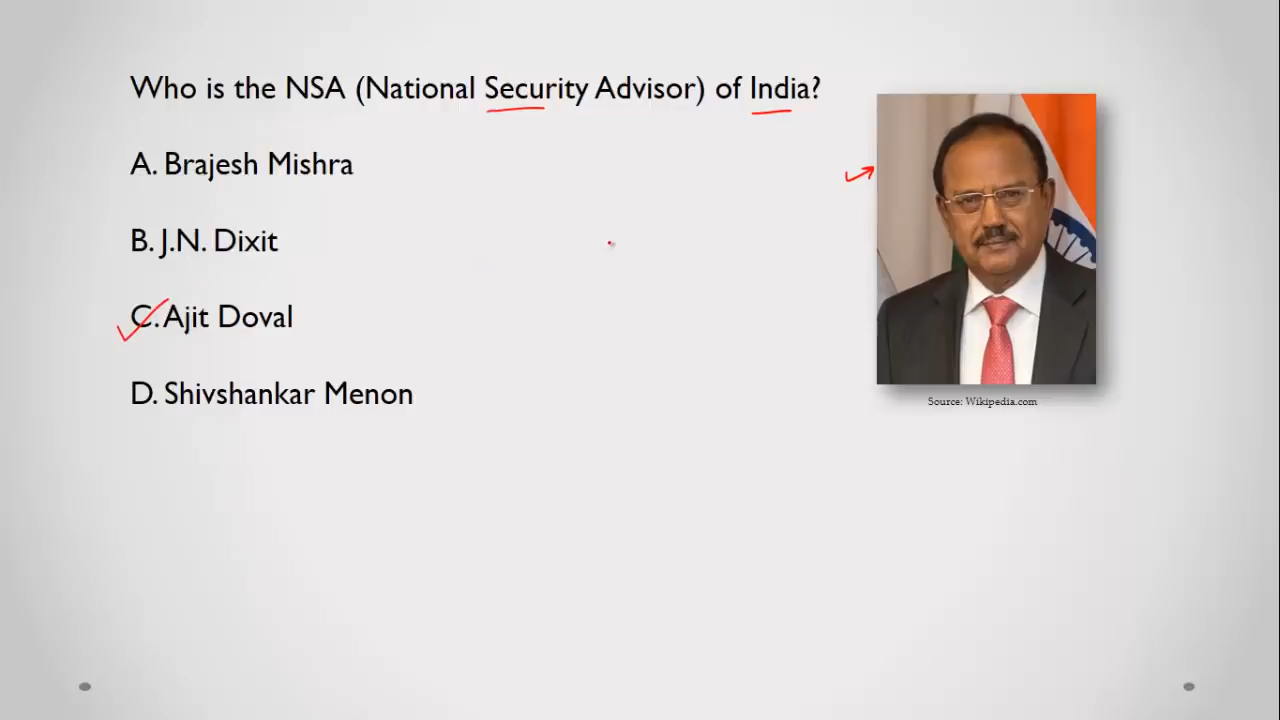 Who is the NSA (National Security Advisor) of India?
A. Brajesh Mishra
B. J.N. Dixit
C. Ajit Doval
D. Shivshankar Menon
Source: Wikipedia.com